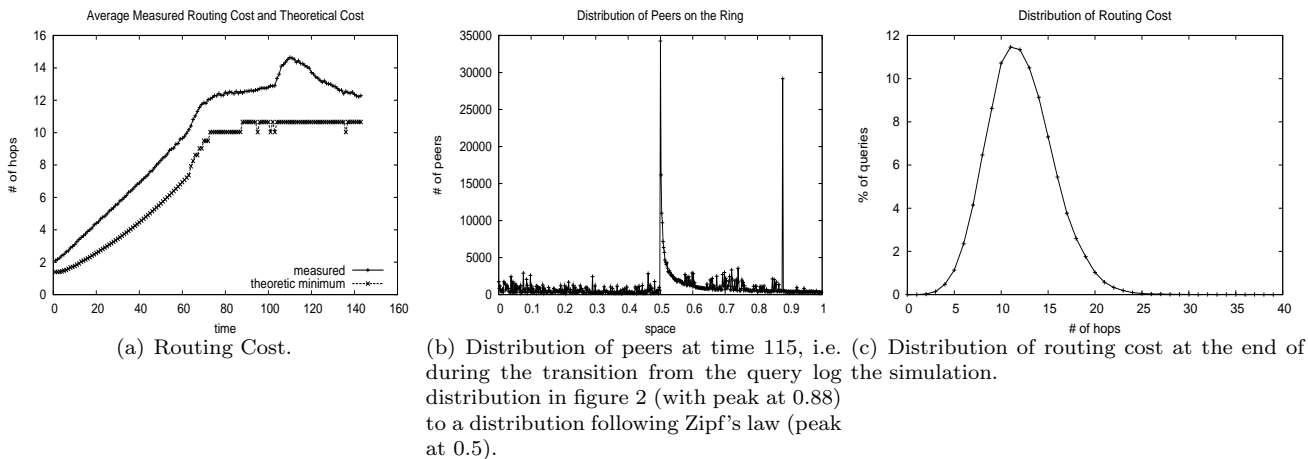 Average Measured Routing Cost and Theoretical Cost
# of hops
16
14
12
10
8
6
4
2
0
0 20 40 60 80 100 120 140 160
time
measured
theoretic minimum
(a) Routing Cost.
Distribution of Peers on the Ring
# of peers
35000
30000
25000
20000
15000
10000
5000
0
0 0.1 0.2 0.3 0.4 0.5 0.6 0.7 0.8 0.9 1
space
(b) Distribution of peers at time 115, i.e.
during the transition from the query log
distribution in figure 2 (with peak at 0.88)
to a distribution following Zipf's law (peak
at 0.5).
Distribution of Routing Cost
% of queries
12
10
8
6
4
2
0
0 5 10 15 20 25 30 35 40
# of hops
(c) Distribution of routing cost at the end of
the simulation.